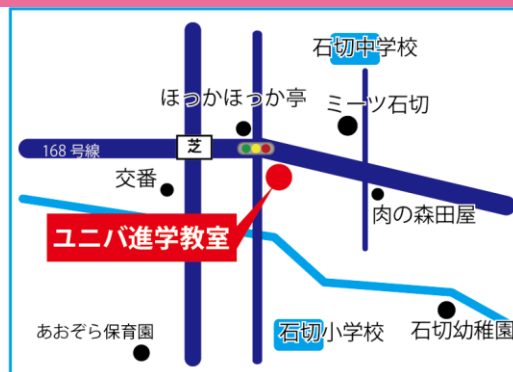 石切中学校
ほっかほっか亭
ミーツ石切
168号線
芝
交番
肉の森田屋
ユニバ進学教室
あおぞら保育園
石切小学校
石切幼稚園